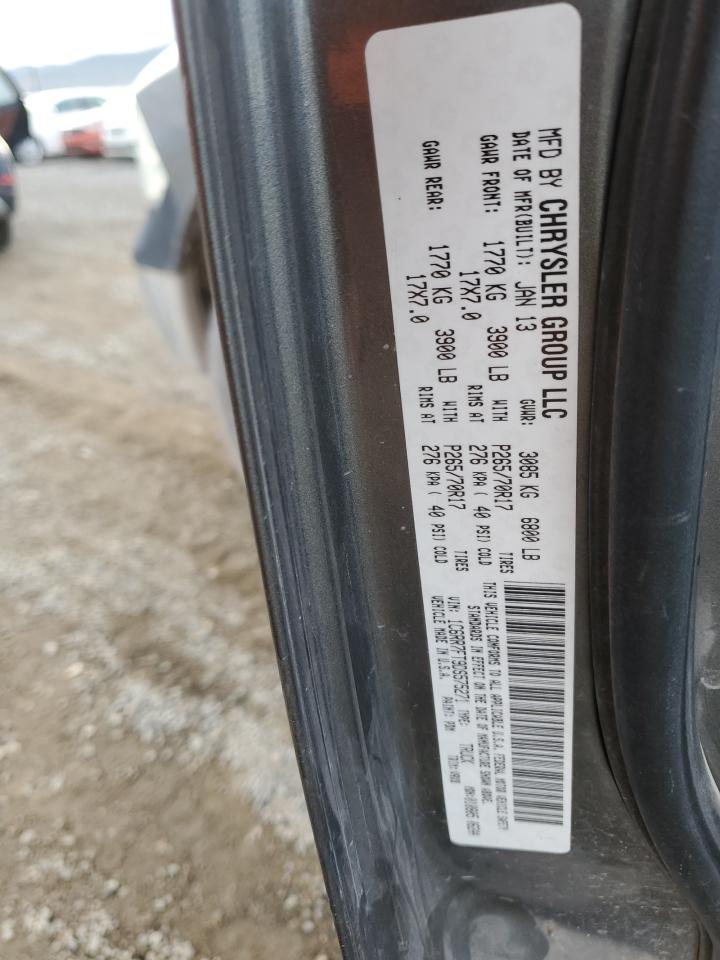 MFD BY CHRYSLER GROUP LLC
DATE OF MFR(BUILT): JAN 13 GVWR: 3085 KG 6800 LB
GAWR FRONT: 1770 KG 3900 LB WITH P265/70R17 TIRES
17X7.0 RIMS AT 276 KPA ( 40 PSI) COLD
GAWR REAR: 1770 KG 3900 LB WITH P265/70R17 TIRES
17X7.0 RIMS AT 276 KPA ( 40 PSI) COLD
THIS VEHICLE CONFORMS TO ALL APPLICABLE U.S.A. FEDERAL MOTOR VEHICLE SAFETY
STANDARDS IN EFFECT ON THE DATE OF MANUFACTURE SHOWN ABOVE.
VIN: 1C6RR7FT9DS575271 TYPE: TRUCK
VEHICLE MADE IN U.S.A. PAINT: TRIM: